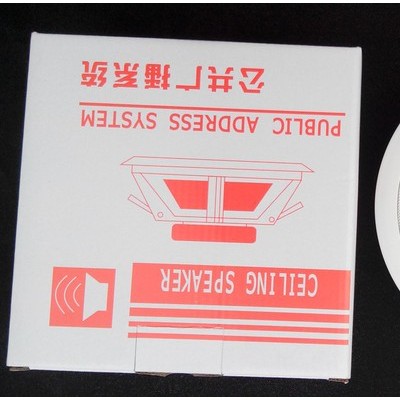 CEILING SPEAKER
PUBLIC ADDRESS SYSTEM
公共广播系统